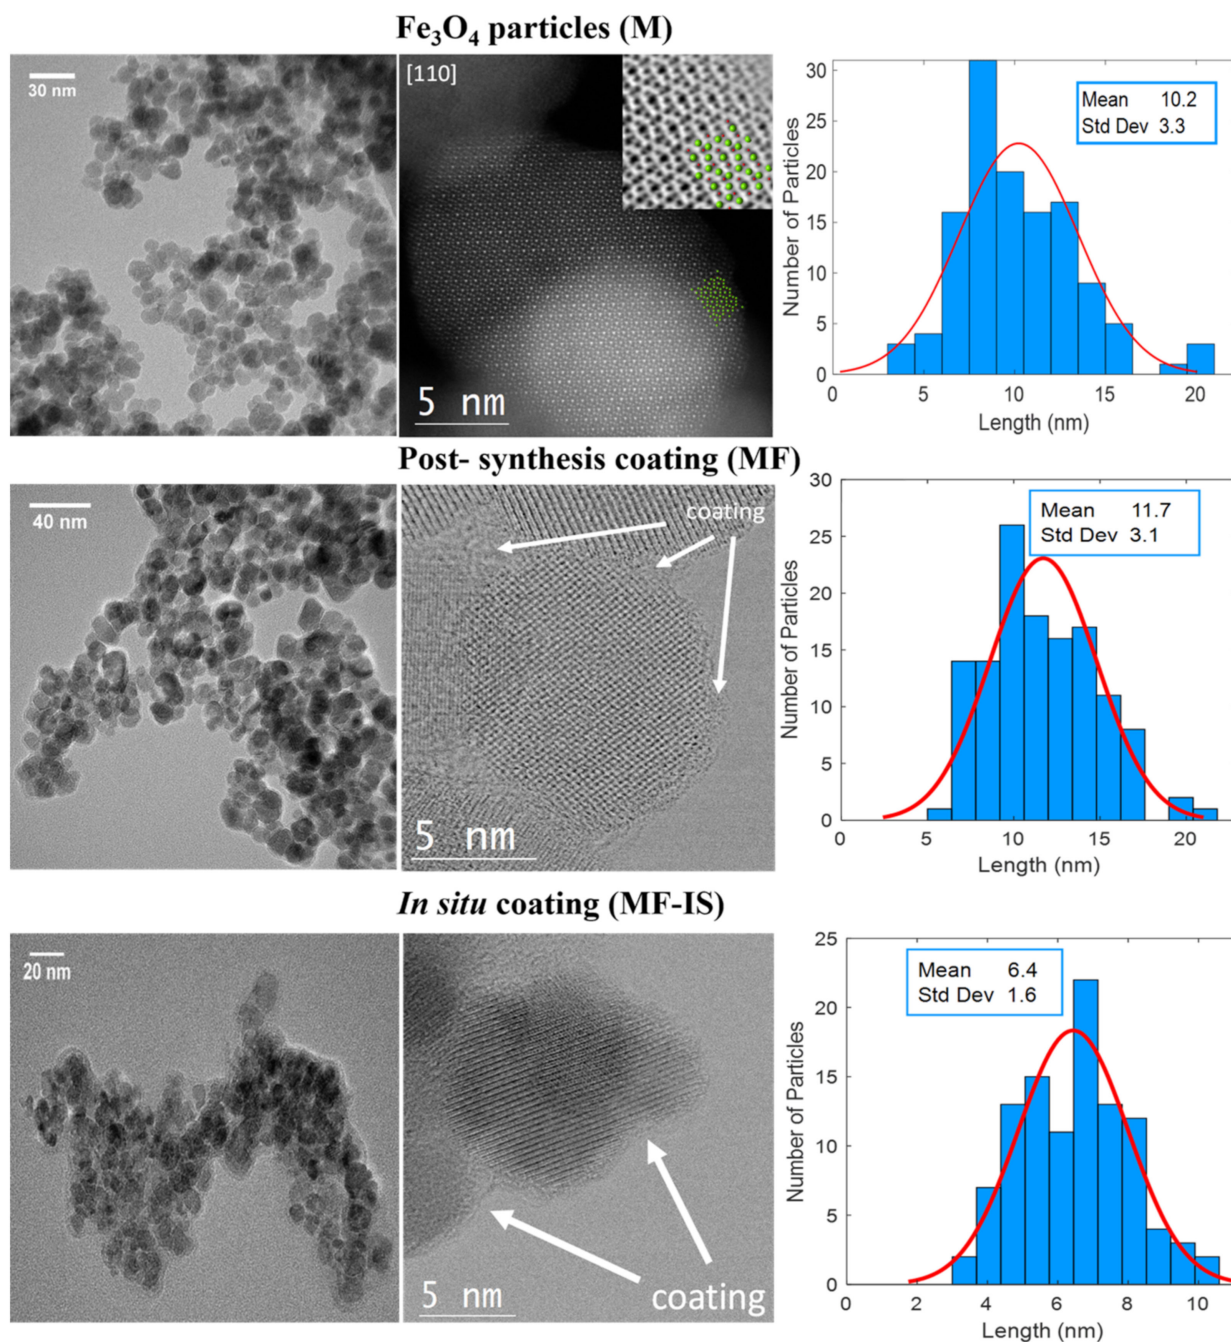 Fe₃O₄ particles (M)
30 nm
[110]
5 nm
Mean 10.2
Std Dev 3.3
30
25
20
15
10
5
0
Number of Particles
0 5 10 15 20
Length (nm)
Post- synthesis coating (MF)
40 nm
coating
5 nm
Mean 11.7
Std Dev 3.1
30
25
20
15
10
5
0
Number of Particles
0 5 10 15 20
Length (nm)
In situ coating (MF-IS)
20 nm
5 nm
coating
Mean 6.4
Std Dev 1.6
25
20
15
10
5
0
Number of Particles
0 2 4 6 8 10
Length (nm)